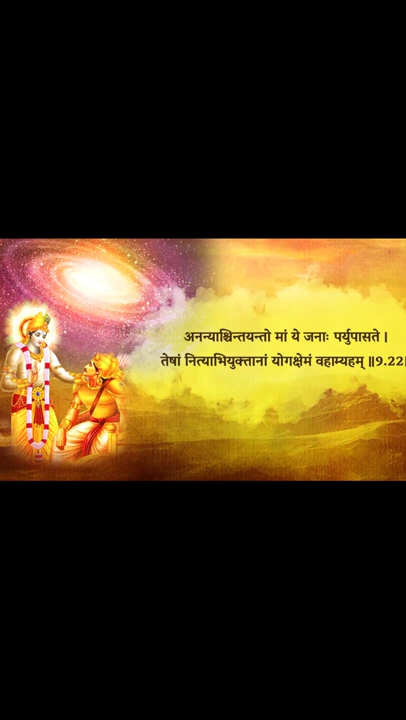 अनन्याश्चिन्तयन्तो मां ये जनाः पर्युपासते ।
तेषां नित्याभियुक्तानां योगक्षेमं वहाम्यहम् ॥9.22॥